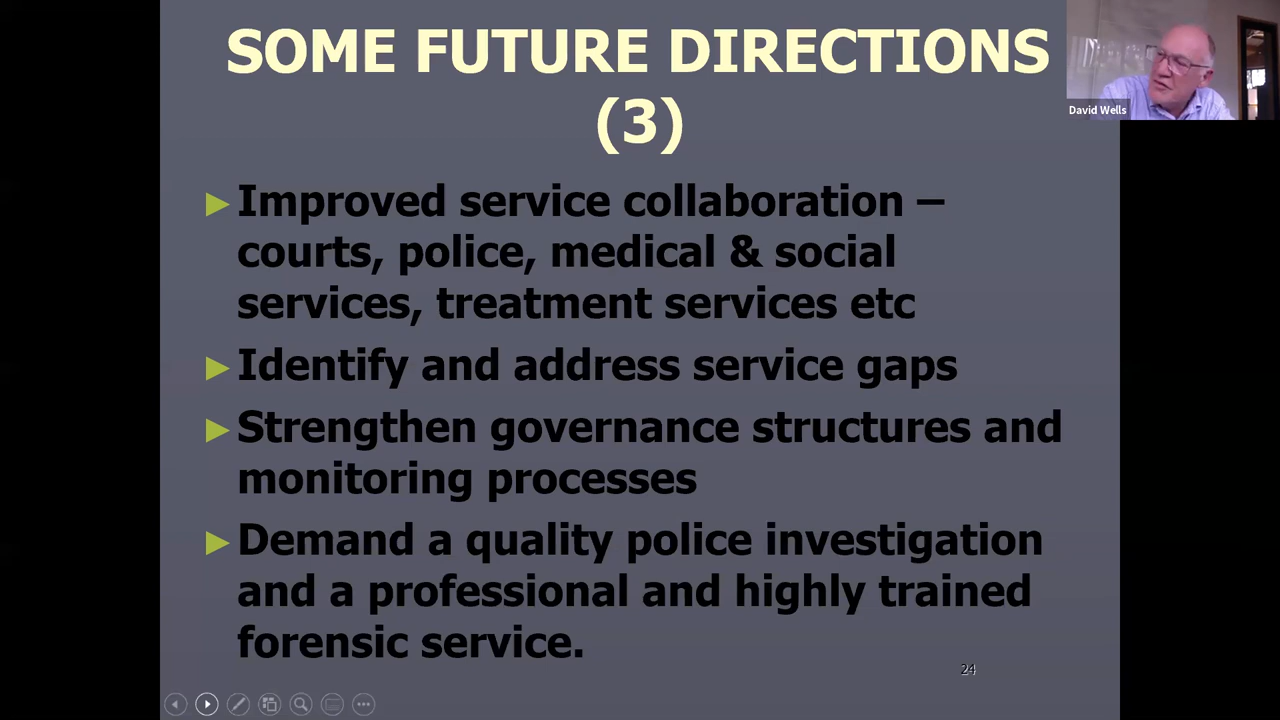 SOME FUTURE DIRECTIONS
(3)
David Wells
► Improved service collaboration –
courts, police, medical & social
services, treatment services etc
► Identify and address service gaps
► Strengthen governance structures and
monitoring processes
► Demand a quality police investigation
and a professional and highly trained
forensic service.
24